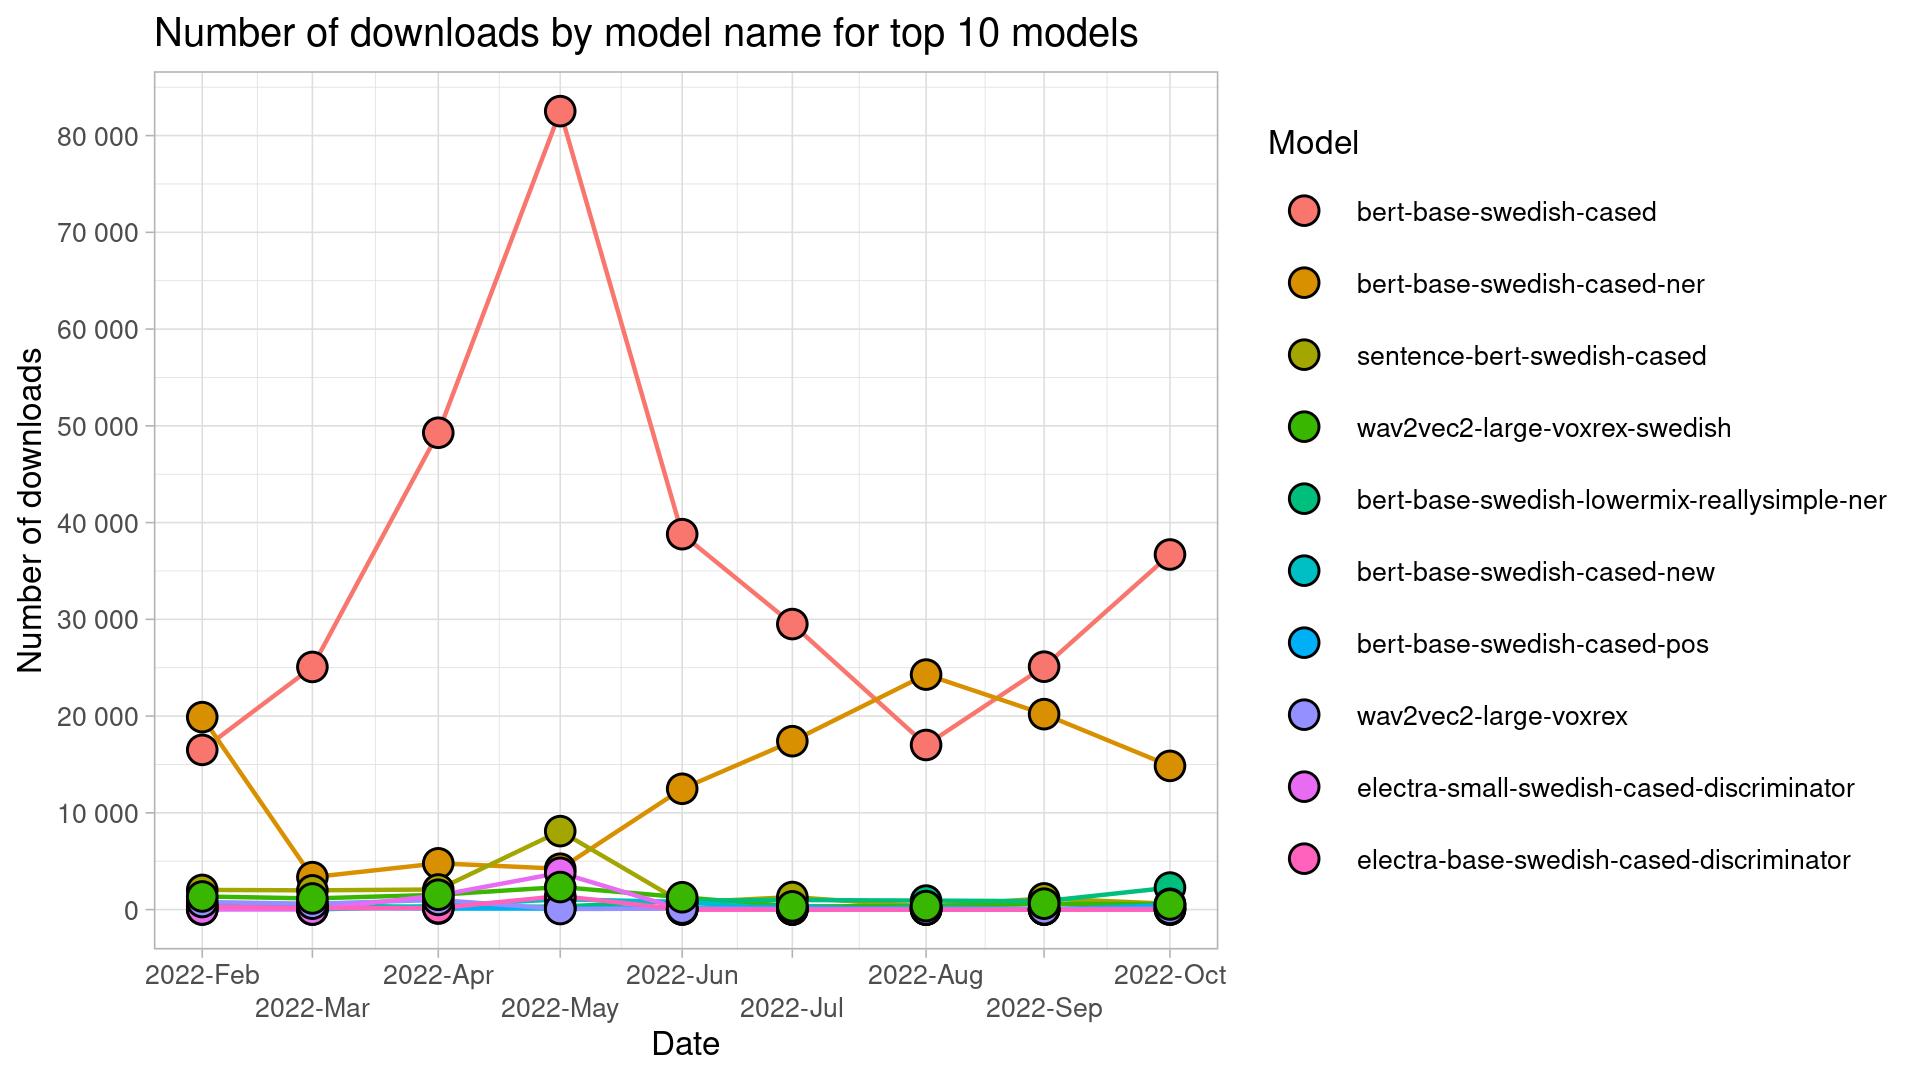 Number of downloads by model name for top 10 models
Number of downloads
80 000
70 000
60 000
50 000
40 000
30 000
20 000
10 000
0
2022-Feb
2022-Mar
2022-Apr
2022-May
2022-Jun
2022-Jul
2022-Aug
2022-Sep
2022-Oct
Date
Model
bert-base-swedish-cased
bert-base-swedish-cased-ner
sentence-bert-swedish-cased
wav2vec2-large-voxrex-swedish
bert-base-swedish-lowermix-reallysimple-ner
bert-base-swedish-cased-new
bert-base-swedish-cased-pos
wav2vec2-large-voxrex
electra-small-swedish-cased-discriminator
electra-base-swedish-cased-discriminator